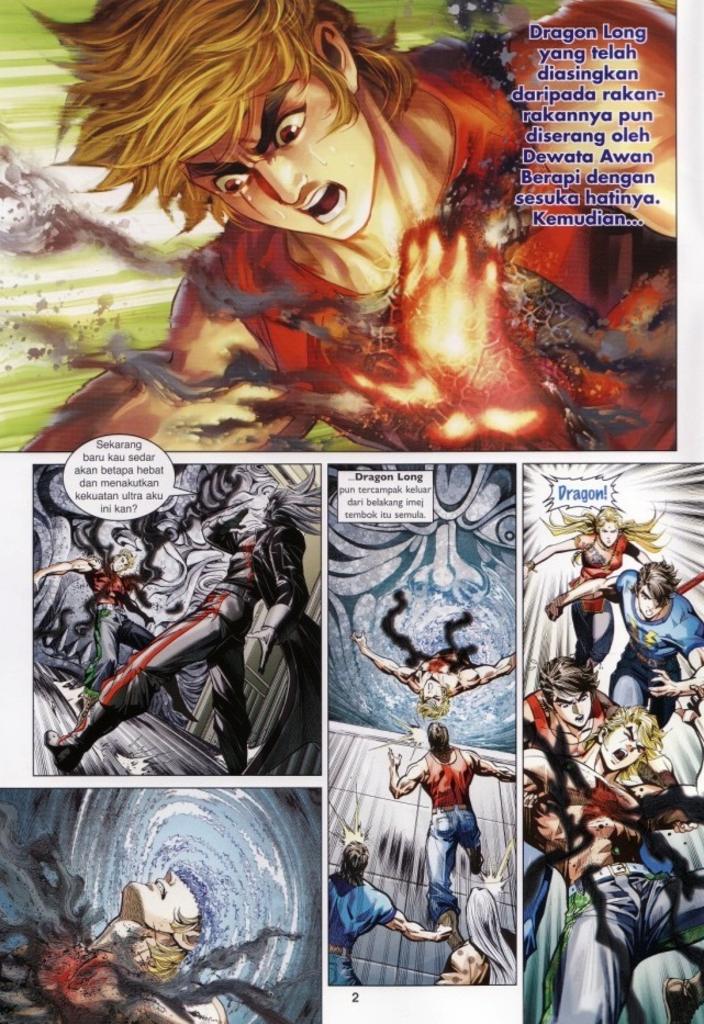 Dragon Long
yang telah
diasingkan
daripada rakan-
rakannya pun
diserang oleh
Dewata Awan
Berapi dengan
sesuka hatinya.
Kemudian...
Sekarang
baru kau sedar
akan betapa hebat
dan menakutkan
kekuatan ultra aku
ini kan?
...Dragon Long
pun tercampak keluar
dari belakang imej
tembok itu semula.
Dragon!
2